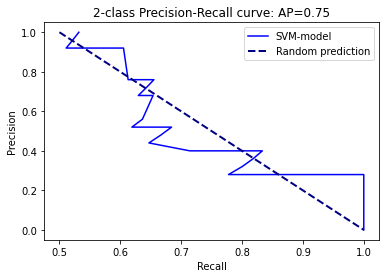 2-class Precision-Recall curve: AP=0.75
SVM-model
Random prediction
Precision
1.0
0.8
0.6
0.4
0.2
0.0
0.5
0.6
0.7
0.8
0.9
1.0
Recall